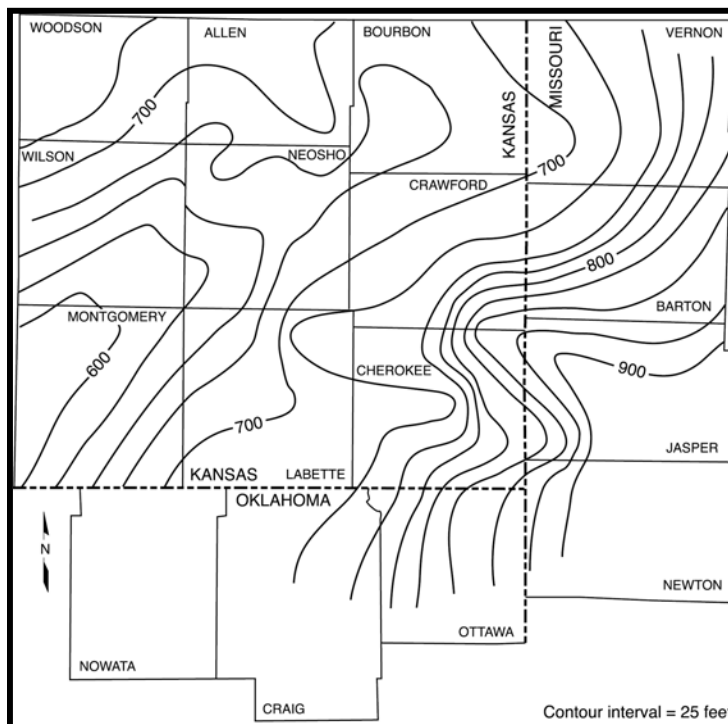 WOODSON
ALLEN
BOURBON
VERNON
MISSOURI
KANSAS
700
WILSON
NEOSHO
700
CRAWFORD
800
MONTGOMERY
BARTON
600
CHEROKEE
900
700
JASPER
KANSAS
LABETTE
OKLAHOMA
N
NEWTON
OTTAWA
NOWATA
CRAIG
Contour interval = 25 fee